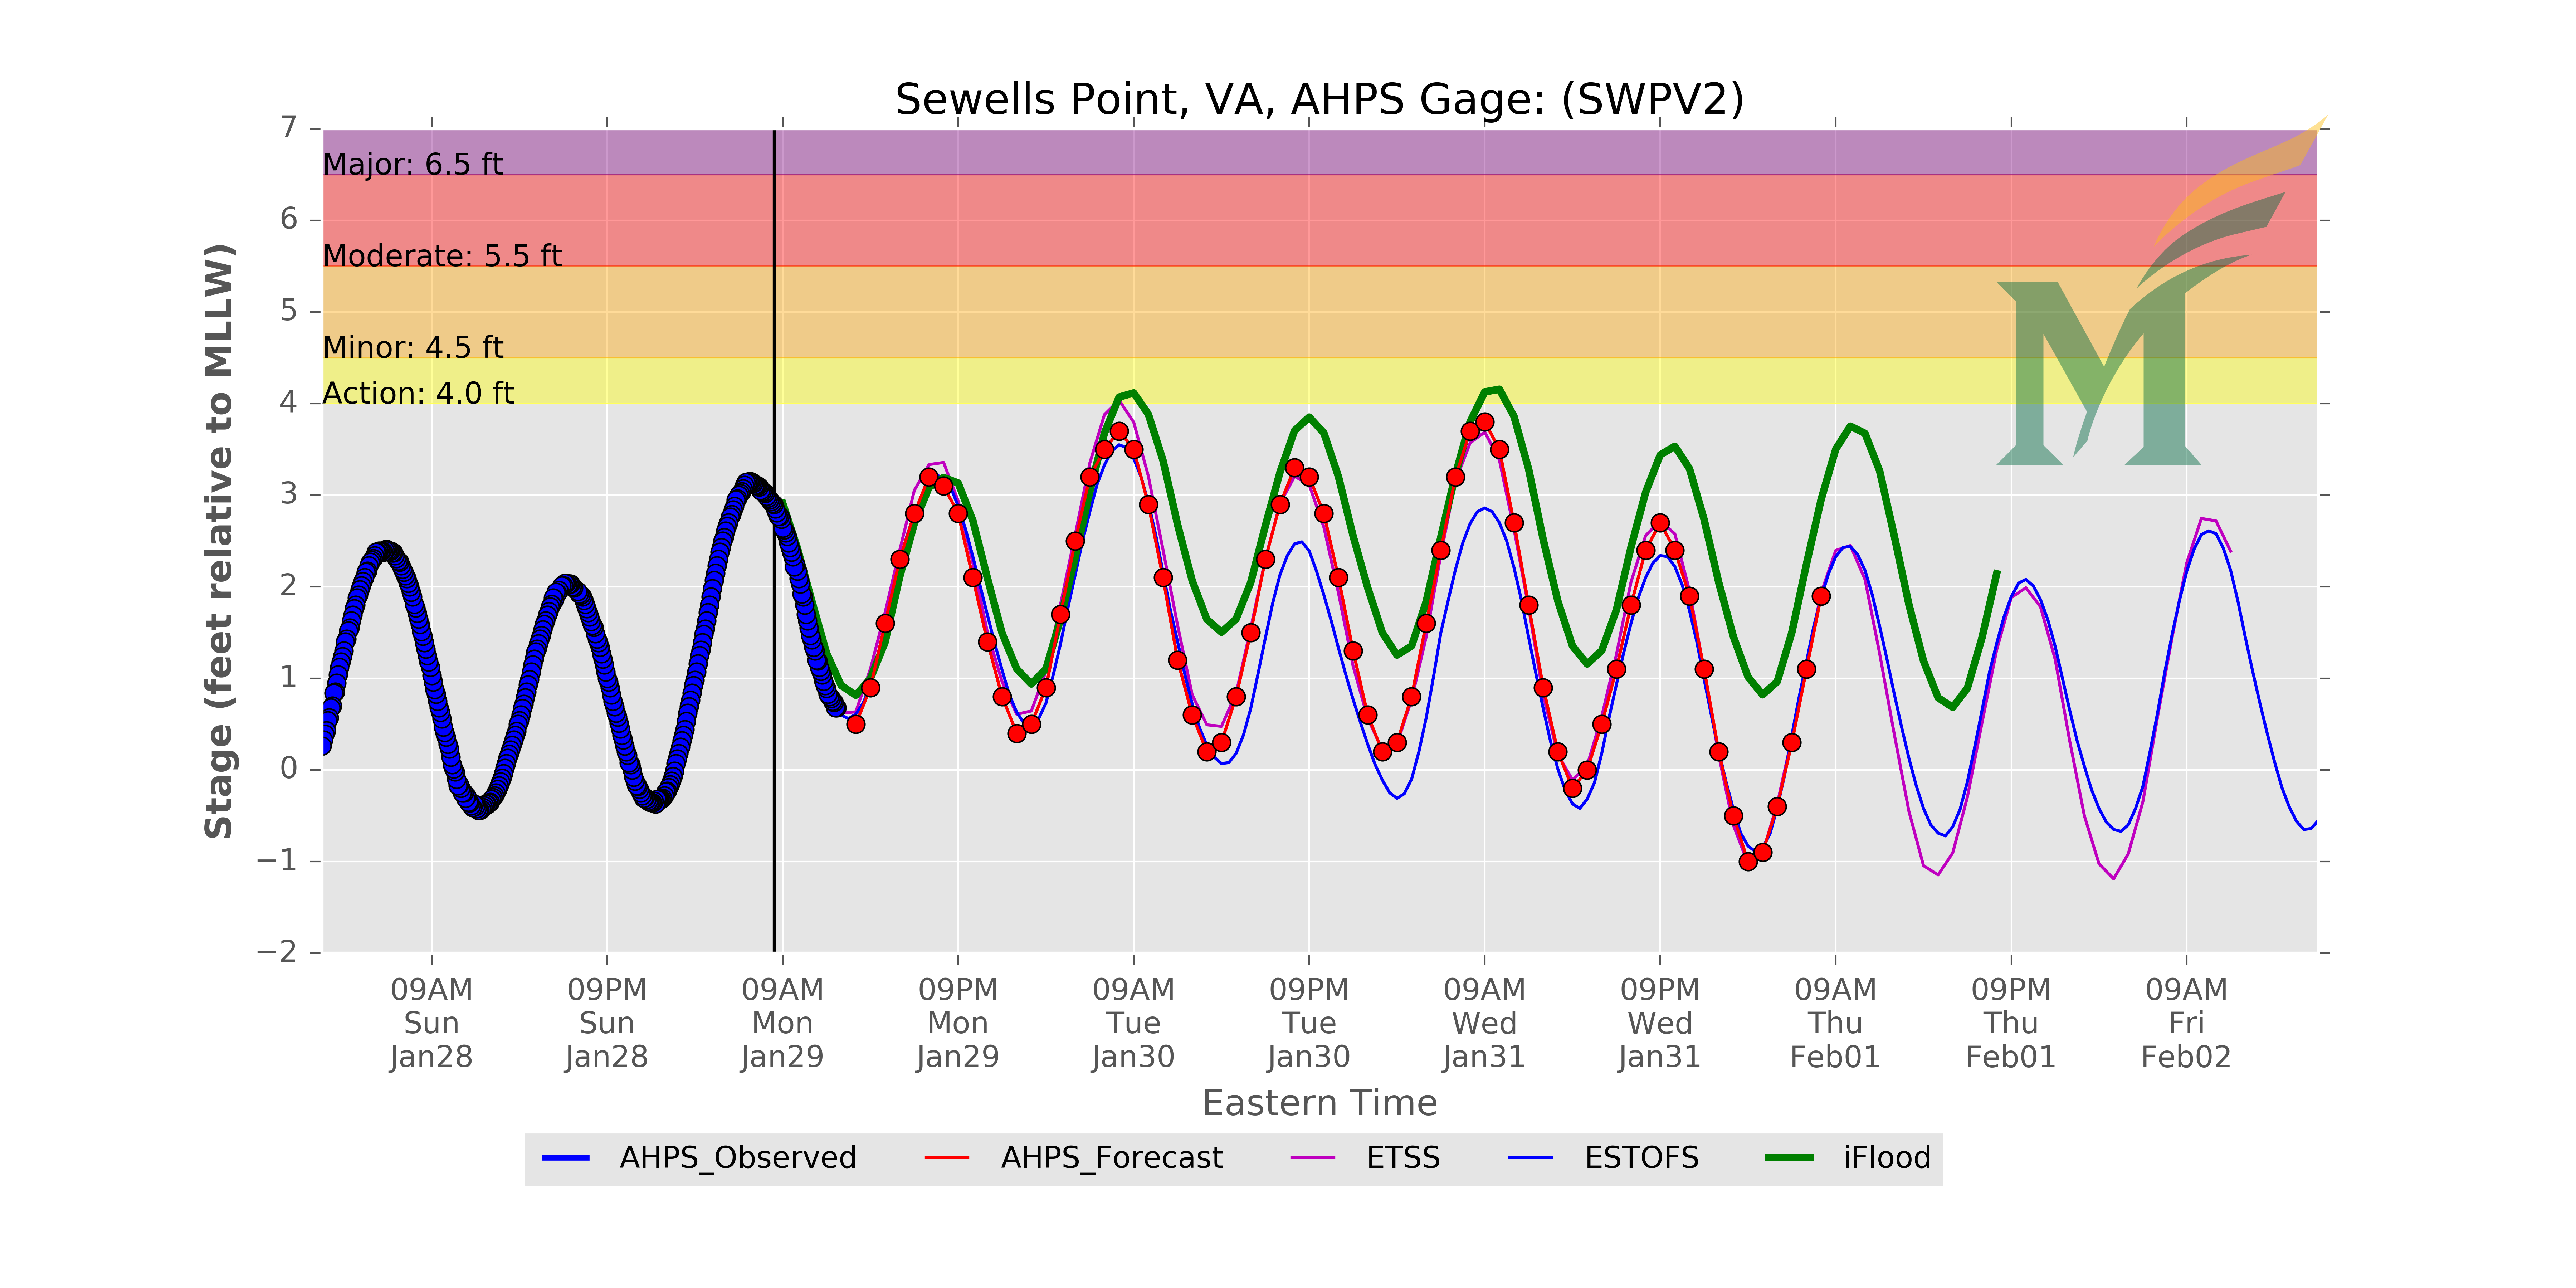 Sewells Point, VA, AHPS Gage: (SWPV2)
Stage (feet relative to MLLW)
7
6
5
4
3
2
1
0
−1
−2
Major: 6.5 ft
Moderate: 5.5 ft
Minor: 4.5 ft
Action: 4.0 ft
M
09AM
Sun
Jan28
09PM
Sun
Jan28
09AM
Mon
Jan29
09PM
Mon
Jan29
09AM
Tue
Jan30
09PM
Tue
Jan30
09AM
Wed
Jan31
09PM
Wed
Jan31
09AM
Thu
Feb01
09PM
Thu
Feb01
09AM
Fri
Feb02
Eastern Time
AHPS_Observed
AHPS_Forecast
ETSS
ESTOFS
iFlood